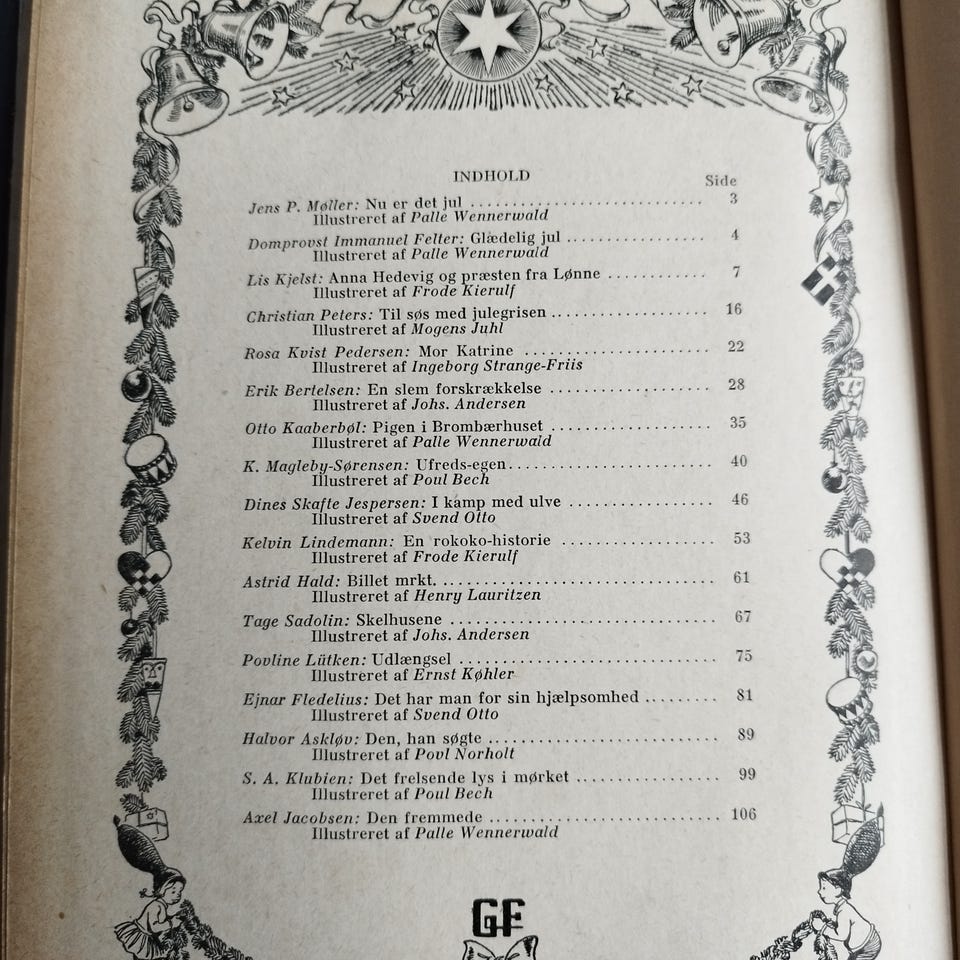 INDHOLD
Side
Jens P. Møller: Nu er det jul ........................... 3
Illustreret af Palle Wennerwald
Domprovst Immanuel Felter: Glædelig jul ................ 4
Illustreret af Palle Wennerwald
Lis Kjelst: Anna Hedevig og præsten fra Lønne ............ 7
Illustreret af Frode Kierulf
Christian Peters: Til søs med julegrisen .................. 16
Illustreret af Mogens Juhl
Rosa Kvist Pedersen: Mor Katrine ..................... 22
Illustreret af Ingeborg Strange-Friis
Erik Bertelsen: En slem forskrækkelse ................... 28
Illustreret af Johs. Andersen
Otto Kaaberbøl: Pigen i Brombærhuset .................. 35
Illustreret af Palle Wennerwald
K. Magleby-Sørensen: Ufreds-egen....................... 40
Illustreret af Poul Bech
Dines Skafte Jespersen: I kamp med ulve ................ 46
Illustreret af Svend Otto
Kelvin Lindemann: En rokoko-historie ................. 53
Illustreret af Frode Kierulf
Astrid Hald: Billet mrkt. ............................... 61
Illustreret af Henry Lauritzen
Tage Sadolin: Skelhusene .............................. 67
Illustreret af Johs. Andersen
Povline Lütken: Udlængsel ............................. 75
Illustreret af Ernst Køhler
Ejnar Fledelius: Det har man for sin hjælpsomhed ......... 81
Illustreret af Svend Otto
Halvor Askløv: Den, han søgte .......................... 89
Illustreret af Povl Norholt
S. A. Klubien: Det frelsende lys i mørket ................ 99
Illustreret af Poul Bech
Axel Jacobsen: Den fremmede ......................... 106
Illustreret af Palle Wennerwald
GF